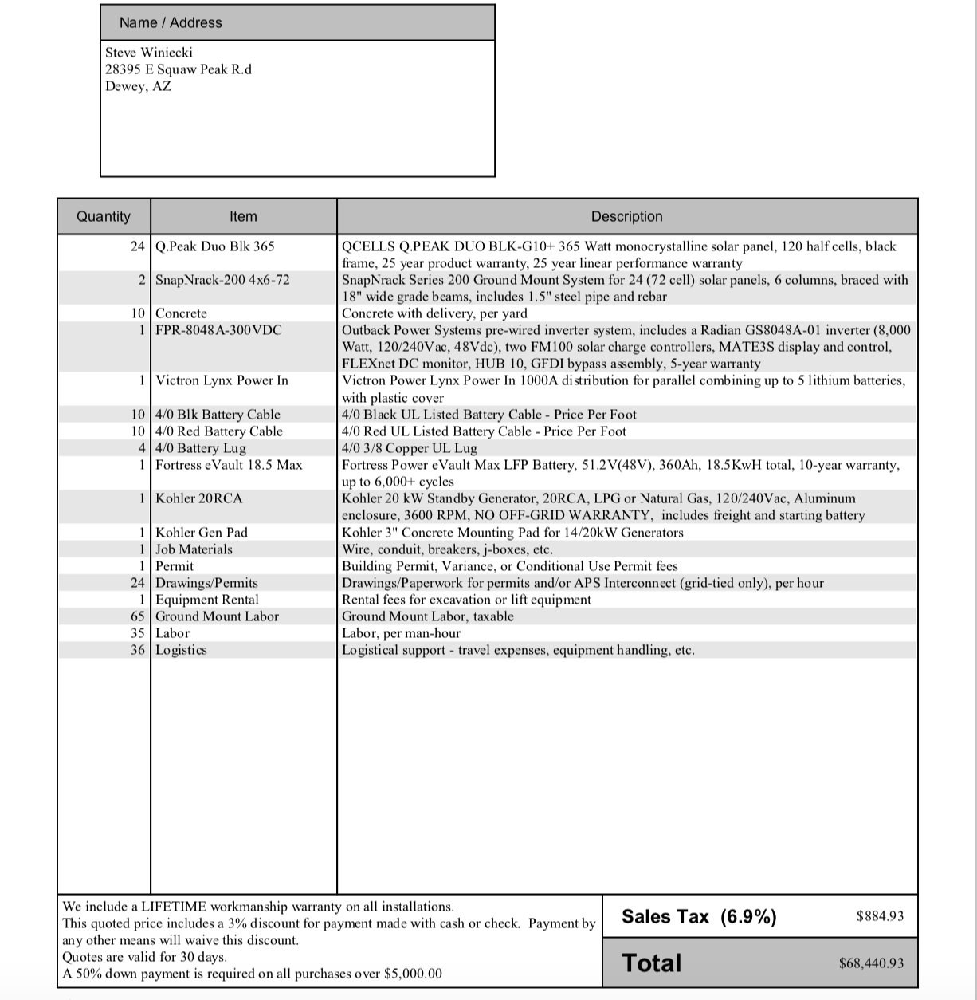 Name / Address
Steve Winiecki
28395 E Squaw Peak R.d
Dewey, AZ
Quantity Item Description
24 Q.Peak Duo Blk 365 QCELLS Q.PEAK DUO BLK-G10+ 365 Watt monocrystalline solar panel, 120 half cells, black
frame, 25 year product warranty, 25 year linear performance warranty
2 SnapNrack-200 4x6-72 SnapNrack Series 200 Ground Mount System for 24 (72 cell) solar panels, 6 columns, braced with
18" wide grade beams, includes 1.5" steel pipe and rebar
10 Concrete Concrete with delivery, per yard
1 FPR-8048A-300VDC Outback Power Systems pre-wired inverter system, includes a Radian GS8048A-01 inverter (8,000
Watt, 120/240Vac, 48Vdc), two FM100 solar charge controllers, MATE3S display and control,
FLEXnet DC monitor, HUB 10, GFDI bypass assembly, 5-year warranty
1 Victron Lynx Power In Victron Power Lynx Power In 1000A distribution for parallel combining up to 5 lithium batteries,
with plastic cover
10 4/0 Blk Battery Cable 4/0 Black UL Listed Battery Cable - Price Per Foot
10 4/0 Red Battery Cable 4/0 Red UL Listed Battery Cable - Price Per Foot
4 4/0 Battery Lug 4/0 3/8 Copper UL Lug
1 Fortress eVault 18.5 Max Fortress Power eVault Max LFP Battery, 51.2V(48V), 360Ah, 18.5KwH total, 10-year warranty,
up to 6,000+ cycles
1 Kohler 20RCA Kohler 20 kW Standby Generator, 20RCA, LPG or Natural Gas, 120/240Vac, Aluminum
enclosure, 3600 RPM, NO OFF-GRID WARRANTY, includes freight and starting battery
1 Kohler Gen Pad Kohler 3" Concrete Mounting Pad for 14/20kW Generators
1 Job Materials Wire, conduit, breakers, j-boxes, etc.
1 Permit Building Permit, Variance, or Conditional Use Permit fees
24 Drawings/Permits Drawings/Paperwork for permits and/or APS Interconnect (grid-tied only), per hour
1 Equipment Rental Rental fees for excavation or lift equipment
65 Ground Mount Labor Ground Mount Labor, taxable
35 Labor Labor, per man-hour
36 Logistics Logistical support - travel expenses, equipment handling, etc.
We include a LIFETIME workmanship warranty on all installations.
This quoted price includes a 3% discount for payment made with cash or check. Payment by
any other means will waive this discount.
Quotes are valid for 30 days.
A 50% down payment is required on all purchases over $5,000.00
Sales Tax (6.9%) $884.93
Total $68,440.93